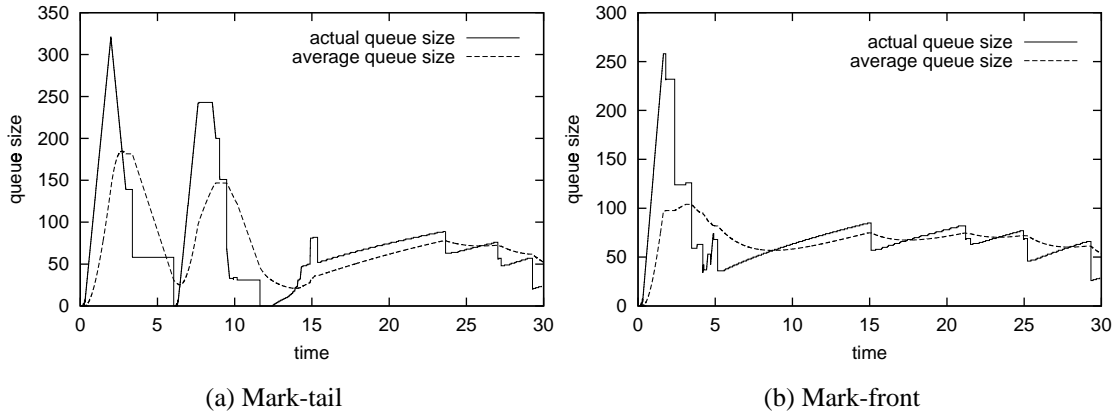 400
350
300
250
200
150
100
50
0
queue size
actual queue size
average queue size
0 5 10 15 20 25 30
time
(a) Mark-tail
300
250
200
150
100
50
0
queue size
actual queue size
average queue size
0 5 10 15 20 25 30
time
(b) Mark-front